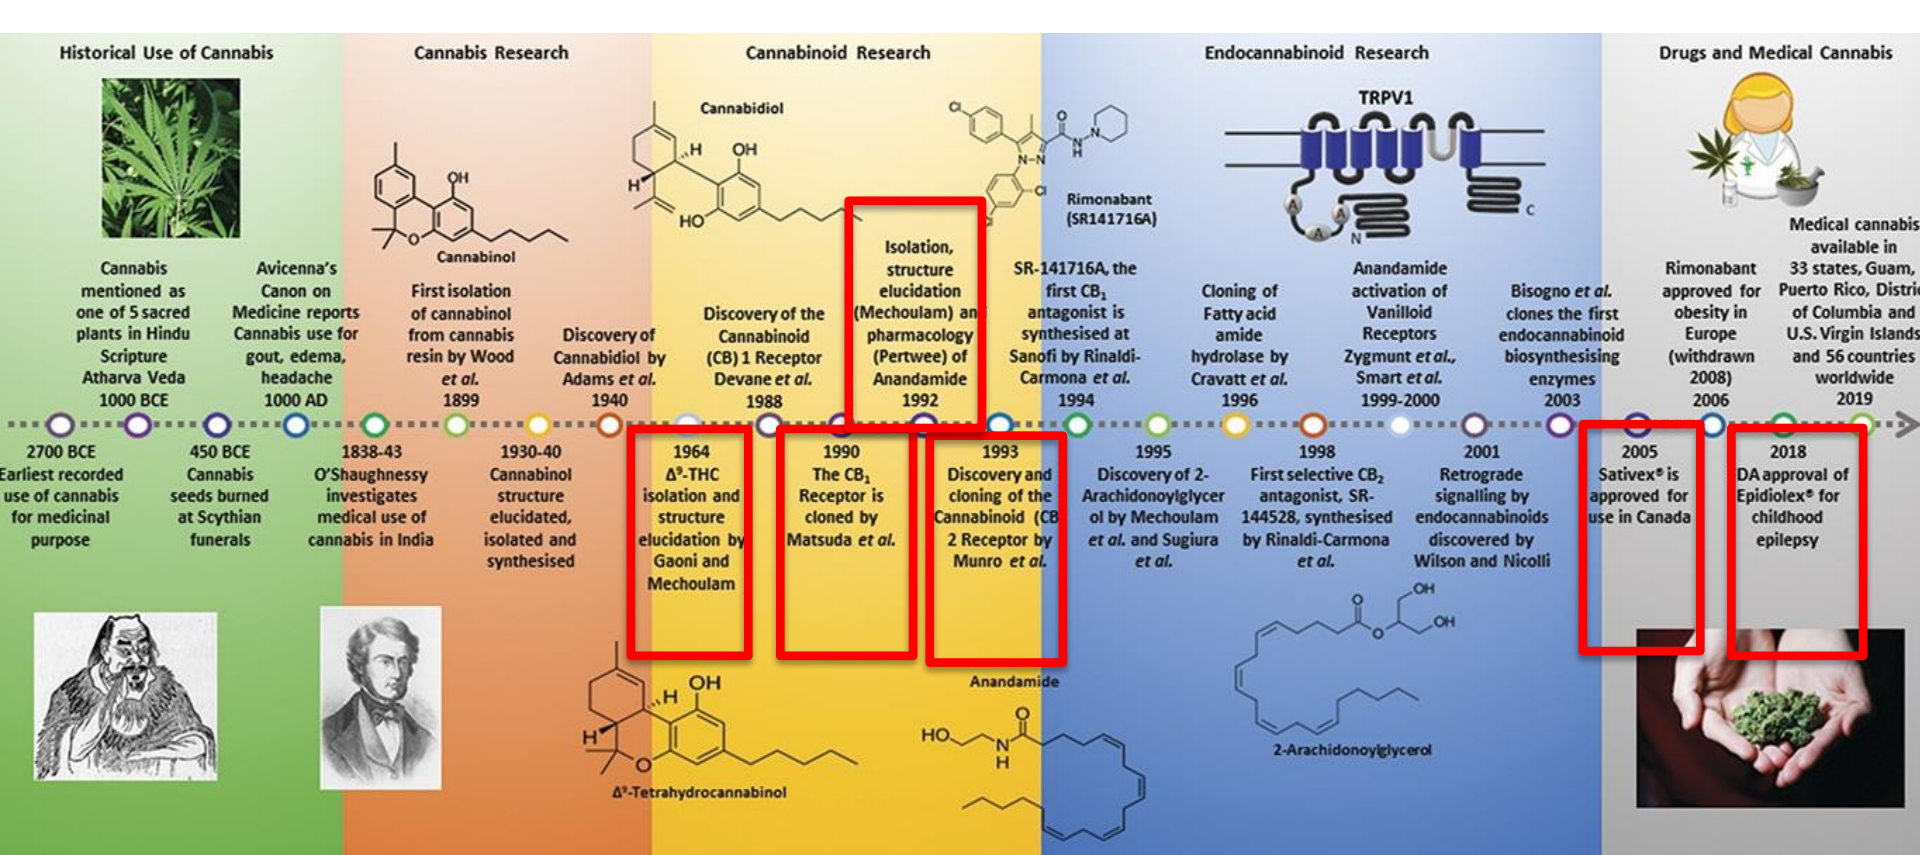 Historical Use of Cannabis
Cannabis Research
Cannabinoid Research
Endocannabinoid Research
Drugs and Medical Cannabis
Cannabinol
Cannabidiol
Rimonabant
(SR141716A)
TRPV1
A
A
A
N
C
OH
O
H
H
OH
HO
Cl
O
N
N
H
N
N
Cl
Cannabis
mentioned as
one of 5 sacred
plants in Hindu
Scripture
Atharva Veda
1000 BCE
Avicenna's
Canon on
Medicine reports
Cannabis use for
gout, edema,
headache
1000 AD
First isolation
of cannabinol
from cannabis
resin by Wood
et al.
1899
Discovery of
Cannabidiol by
Adams et al.
1940
Discovery of the
Cannabinoid
(CB) 1 Receptor
Devane et al.
1988
Isolation,
structure
elucidation
(Mechoulam) an
pharmacology
(Pertwee) of
Anandamide
1992
SR-141716A, the
first CB₁
antagonist is
synthesised at
Sanofi by Rinaldi-
Carmona et al.
1994
Cloning of
Fatty acid
amide
hydrolase by
Cravatt et al.
1996
Anandamide
activation of
Vanilloid
Receptors
Zygmunt et al.,
Smart et al.
1999-2000
Bisogno et al.
clones the first
endocannabinoid
biosynthesising
enzymes
2003
Rimonabant
approved for
obesity in
Europe
(withdrawn
2008)
2006
Medical cannabis
available in
33 states, Guam,
Puerto Rico, Distric
of Columbia and
U.S. Virgin Islands
and 56 countries
worldwide
2019
2700 BCE
Earliest recorded
use of cannabis
for medicinal
purpose
450 BCE
Cannabis
seeds burned
at Scythian
funerals
1838-43
O'Shaughnessy
investigates
medical use of
cannabis in India
1930-40
Cannabinol
structure
elucidated,
isolated and
synthesised
1964
Δ⁹-THC
isolation and
structure
elucidation by
Gaoni and
Mechoulam
1990
The CB₁
Receptor is
cloned by
Matsuda et al.
1993
Discovery and
cloning of the
Cannabinoid (CB
2 Receptor by
Munro et al.
1995
Discovery of 2-
Arachidonoylglycer
ol by Mechoulam
et al. and Sugiura
et al.
1998
First selective CB₂
antagonist, SR-
144528, synthesised
by Rinaldi-Carmona
et al.
2001
Retrograde
signalling by
endocannabinoids
discovered by
Wilson and Nicolli
2005
Sativex® is
approved for
use in Canada
2018
DA approval of
Epidiolex® for
childhood
epilepsy
H
OH
H
O
Δ⁹-Tetrahydrocannabinol
Anandamide
O
HO
N
H
O
O
OH
OH
2-Arachidonoylglycerol